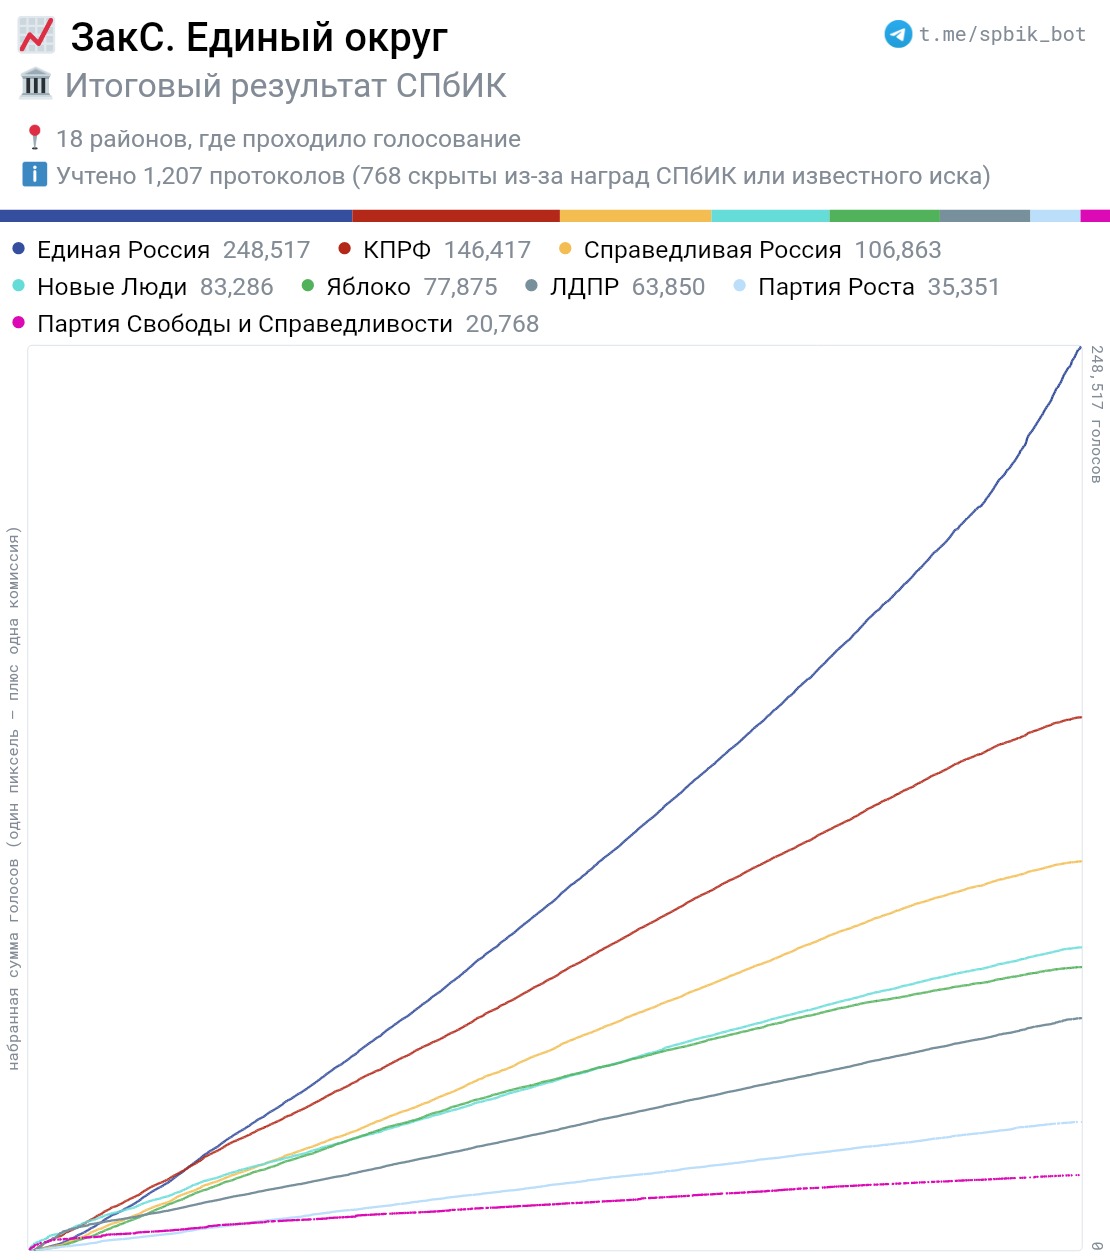 ЗакС. Единый округ
t.me/spbik_bot
Итоговый результат СПбИК
18 районов, где проходило голосование
Учтено 1,207 протоколов (768 скрыты из-за наград СПбИК или известного иска)
Единая Россия 248,517 КПРФ 146,417 Справедливая Россия 106,863
Новые Люди 83,286 Яблоко 77,875 ЛДПР 63,850 Партия Роста 35,351
Партия Свободы и Справедливости 20,768
набранная сумма голосов (один пиксель — плюс одна комиссия)
248,517 голосов
0